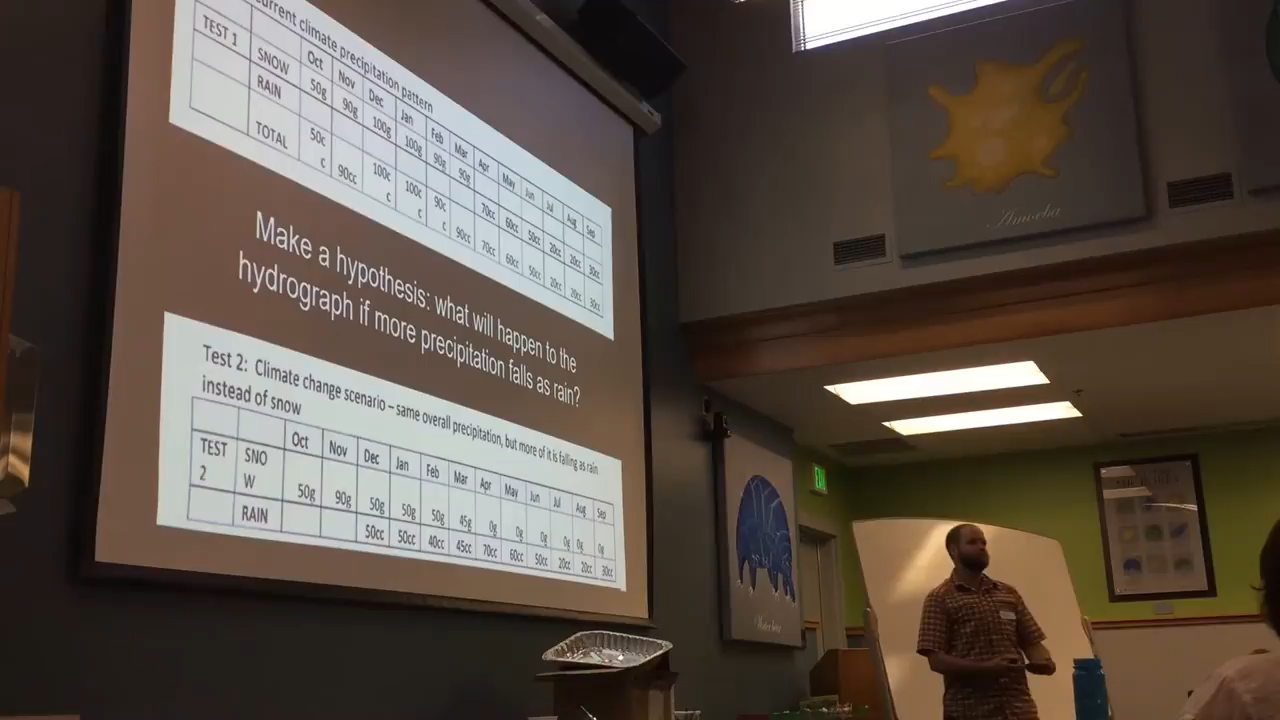 urrent climate precipitation pattern
TEST 1 Oct Nov Dec Jan Feb Mar Apr May Jun Jul Aug Sep
SNOW 50g 90g 100g 100g 90g 90g
RAIN 70cc 60cc 50cc 20cc 20cc 30cc
TOTAL 50c c 90cc 100c c 100c c 90c c 90cc 70cc 60cc 50cc 20cc 20cc 30cc
Make a hypothesis: what will happen to the
hydrograph if more precipitation falls as rain?
Test 2: Climate change scenario – same overall precipitation, but more of it is falling as rain
instead of snow
Oct Nov Dec Jan Feb Mar Apr May Jun Jul Aug Sep
TEST 2 SNO W 50g 90g 50g 50g 50g 45g 0g 0g 0g 0g 0g 0g
RAIN 50cc 50cc 40cc 45cc 70cc 60cc 50cc 20cc 20cc 30cc
Amoeba
Water bear